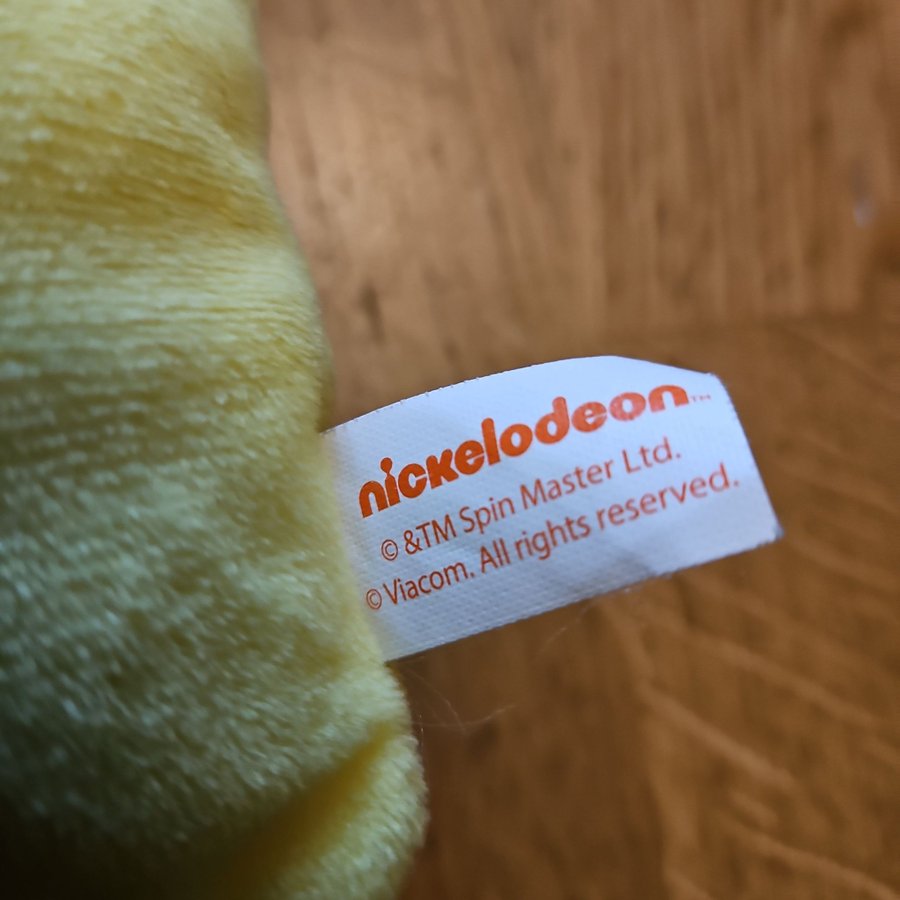 nickelodeon™
© &TM Spin Master Ltd.
© Viacom. All rights reserved.